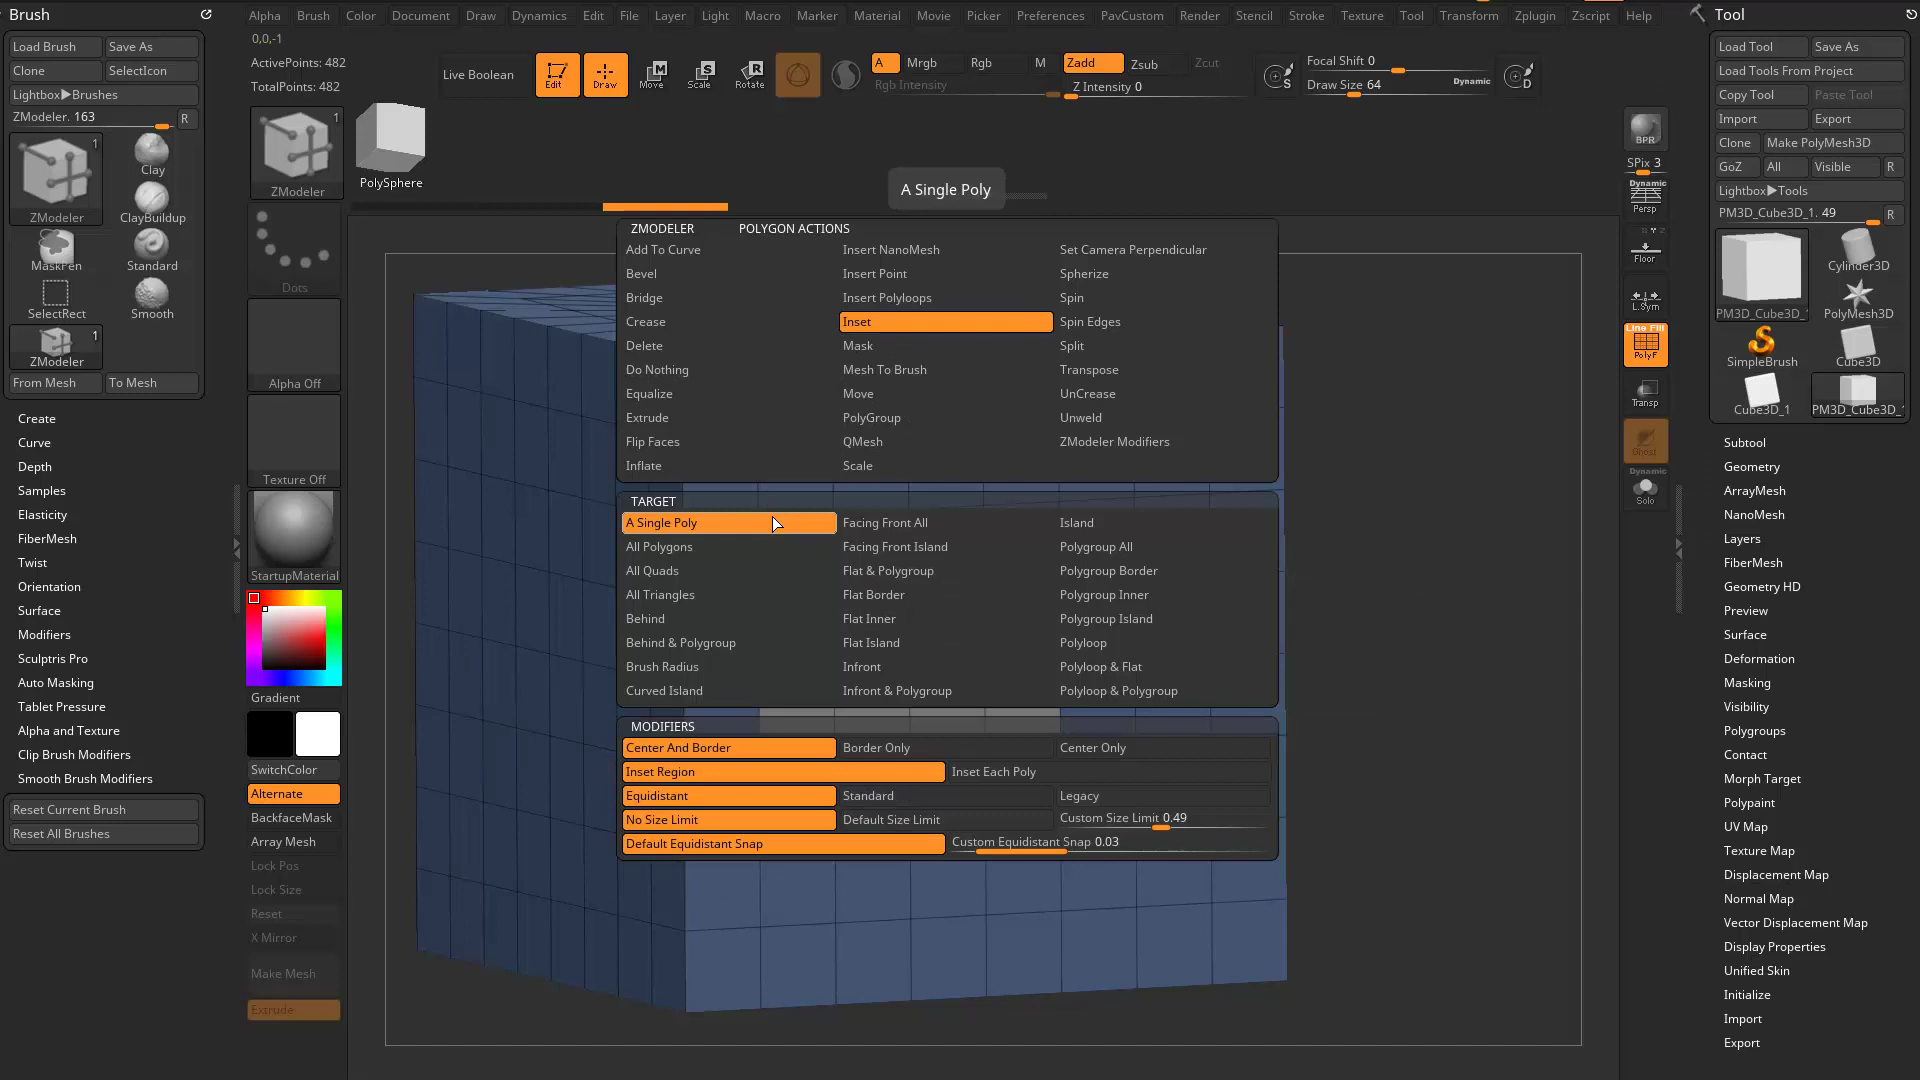 Brush
Alpha Brush Color Document Draw Dynamics Edit File Layer Light Macro Marker Material Movie Picker Preferences PavCustom Render Stencil Stroke Texture Tool Transform Zplugin Zscript Help
Tool
Load Brush Save As
Clone SelectIcon
Lightbox▶Brushes
ZModeler. 163 R
1
ZModeler
Clay
ClayBuildup
MaskPen
Standard
SelectRect
Smooth
1
ZModeler
From Mesh To Mesh
Create
Curve
Depth
Samples
Elasticity
FiberMesh
Twist
Orientation
Surface
Modifiers
Sculptris Pro
Auto Masking
Tablet Pressure
Alpha and Texture
Clip Brush Modifiers
Smooth Brush Modifiers
Reset Current Brush
Reset All Brushes
0,0,-1
ActivePoints: 482
TotalPoints: 482
Live Boolean
Edit
Draw
Move
Scale
Rotate
A Mrgb Rgb M Zadd Zsub Zcut
Rgb Intensity
Z Intensity 0
S
Focal Shift 0
Draw Size 64
Dynamic
D
1
ZModeler
PolySphere
Dots
Alpha Off
Texture Off
StartupMaterial
Gradient
SwitchColor
Alternate
BackfaceMask
Array Mesh
Lock Pos
Lock Size
Reset
X Mirror
Make Mesh
Extrude
A Single Poly
ZMODELER POLYGON ACTIONS
Add To Curve Insert NanoMesh Set Camera Perpendicular
Bevel Insert Point Spherize
Bridge Insert Polyloops Spin
Crease Inset Spin Edges
Delete Mask Split
Do Nothing Mesh To Brush Transpose
Equalize Move UnCrease
Extrude PolyGroup Unweld
Flip Faces QMesh ZModeler Modifiers
Inflate Scale
TARGET
A Single Poly Facing Front All Island
All Polygons Facing Front Island Polygroup All
All Quads Flat & Polygroup Polygroup Border
All Triangles Flat Border Polygroup Inner
Behind Flat Inner Polygroup Island
Behind & Polygroup Flat Island Polyloop
Brush Radius Infront Polyloop & Flat
Curved Island Infront & Polygroup Polyloop & Polygroup
MODIFIERS
Center And Border Border Only Center Only
Inset Region Inset Each Poly
Equidistant Standard Legacy
No Size Limit Default Size Limit Custom Size Limit 0.49
Default Equidistant Snap Custom Equidistant Snap 0.03
BPR
SPix 3
Dynamic
Persp
Floor
L.Sym
Line Fill
PolyF
Transp
Ghost
Dynamic
Solo
Load Tool Save As
Load Tools From Project
Copy Tool Paste Tool
Import Export
Clone Make PolyMesh3D
GoZ All Visible R
Lightbox▶Tools
PM3D_Cube3D_1. 49 R
PM3D_Cube3D_
Cylinder3D
PolyMesh3D
SimpleBrush
Cube3D
Cube3D_1
PM3D_Cube3D_
Subtool
Geometry
ArrayMesh
NanoMesh
Layers
FiberMesh
Geometry HD
Preview
Surface
Deformation
Masking
Visibility
Polygroups
Contact
Morph Target
Polypaint
UV Map
Texture Map
Displacement Map
Normal Map
Vector Displacement Map
Display Properties
Unified Skin
Initialize
Import
Export